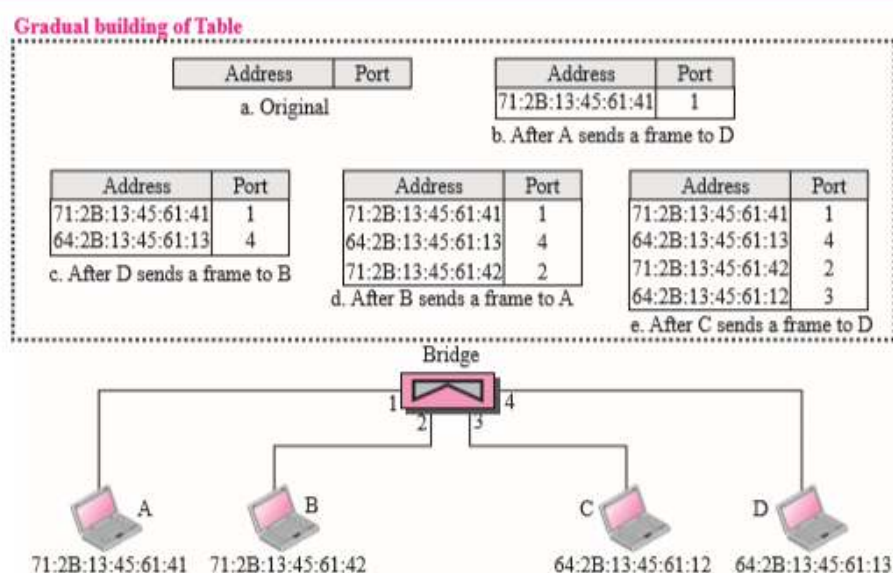 Gradual building of Table
Address Port
a. Original
Address Port
71:2B:13:45:61:41 1
b. After A sends a frame to D
Address Port
71:2B:13:45:61:41 1
64:2B:13:45:61:13 4
c. After D sends a frame to B
Address Port
71:2B:13:45:61:41 1
64:2B:13:45:61:13 4
71:2B:13:45:61:42 2
d. After B sends a frame to A
Address Port
71:2B:13:45:61:41 1
64:2B:13:45:61:13 4
71:2B:13:45:61:42 2
64:2B:13:45:61:12 3
e. After C sends a frame to D
Bridge
1 4
2 3
A B C D
71:2B:13:45:61:41 71:2B:13:45:61:42 64:2B:13:45:61:12 64:2B:13:45:61:13